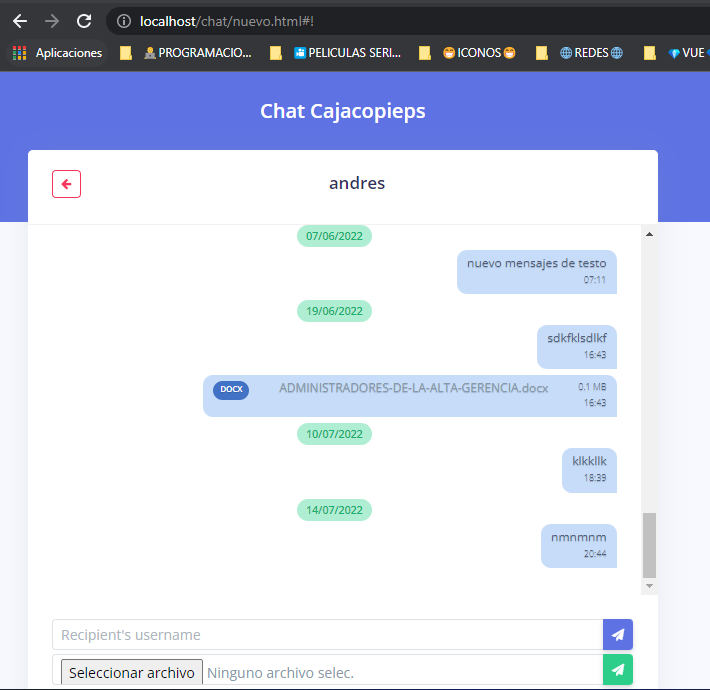 localhost/chat/nuevo.html#!
Aplicaciones PROGRAMACIO... PELICULAS SERI... ICONOS REDES VUE
Chat Cajacopieps
andres
07/06/2022
nuevo mensajes de testo
07:11
19/06/2022
sdkfklsdlkf
16:43
DOCX ADMINISTRADORES-DE-LA-ALTA-GERENCIA.docx 0.1 MB
16:43
10/07/2022
klkkllk
18:39
14/07/2022
nmnmnm
20:44
Recipient's username
Seleccionar archivo Ninguno archivo selec.